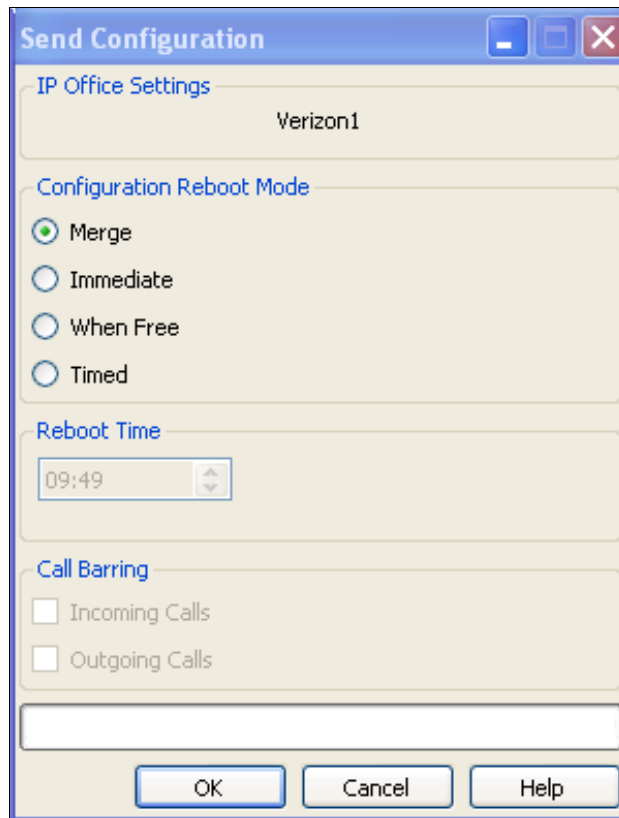 Send Configuration
IP Office Settings
Verizon1
Configuration Reboot Mode
Merge
Immediate
When Free
Timed
Reboot Time
09:49
Call Barring
Incoming Calls
Outgoing Calls
OK Cancel Help